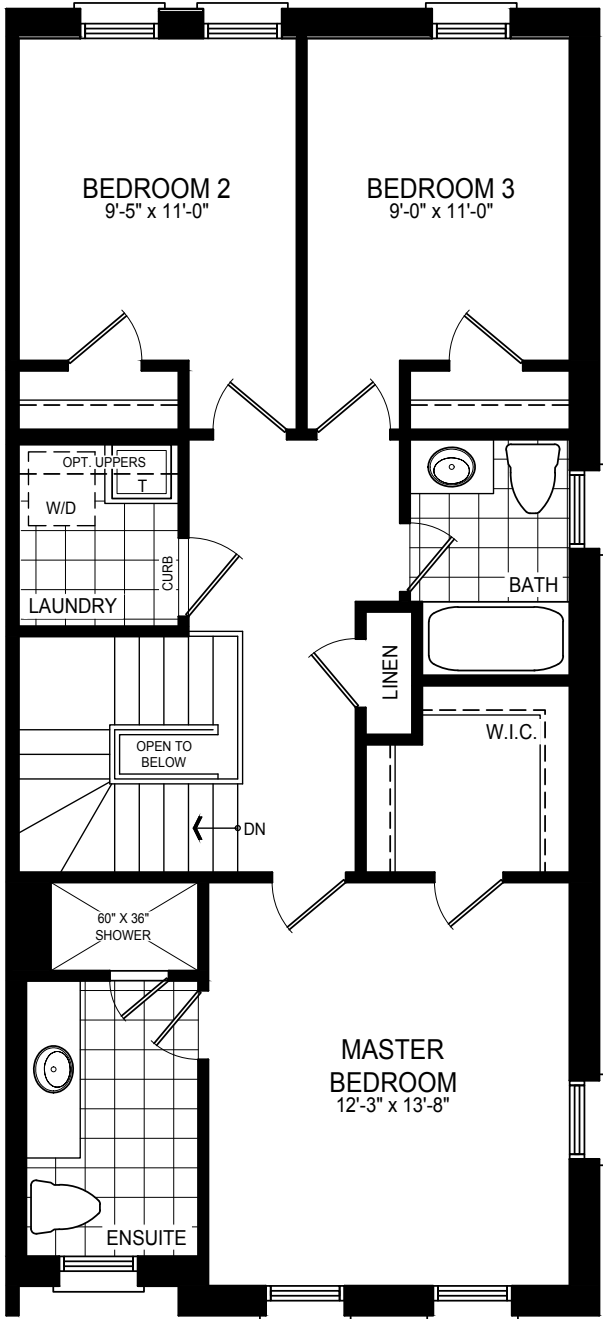 BEDROOM 2
9'-5" x 11'-0"
BEDROOM 3
9'-0" x 11'-0"
OPT. UPPERS
W/D
T
CURB
LAUNDRY
BATH
LINEN
W.I.C.
OPEN TO
BELOW
DN
60" X 36"
SHOWER
MASTER
BEDROOM
12'-3" x 13'-8"
ENSUITE